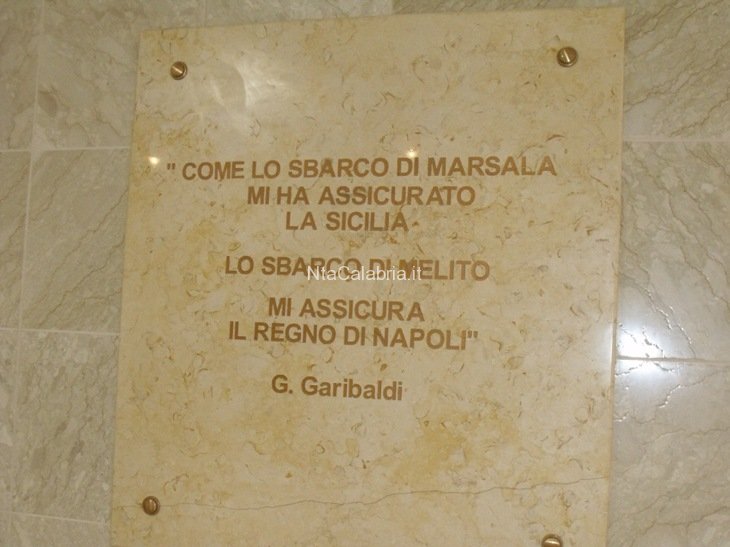 " COME LO SBARCO DI MARSALA
MI HA ASSICURATO
LA SICILIA
LO SBARCO DI MELITO
NtaCalabria.it
MI ASSICURA
IL REGNO DI NAPOLI"
G. Garibaldi